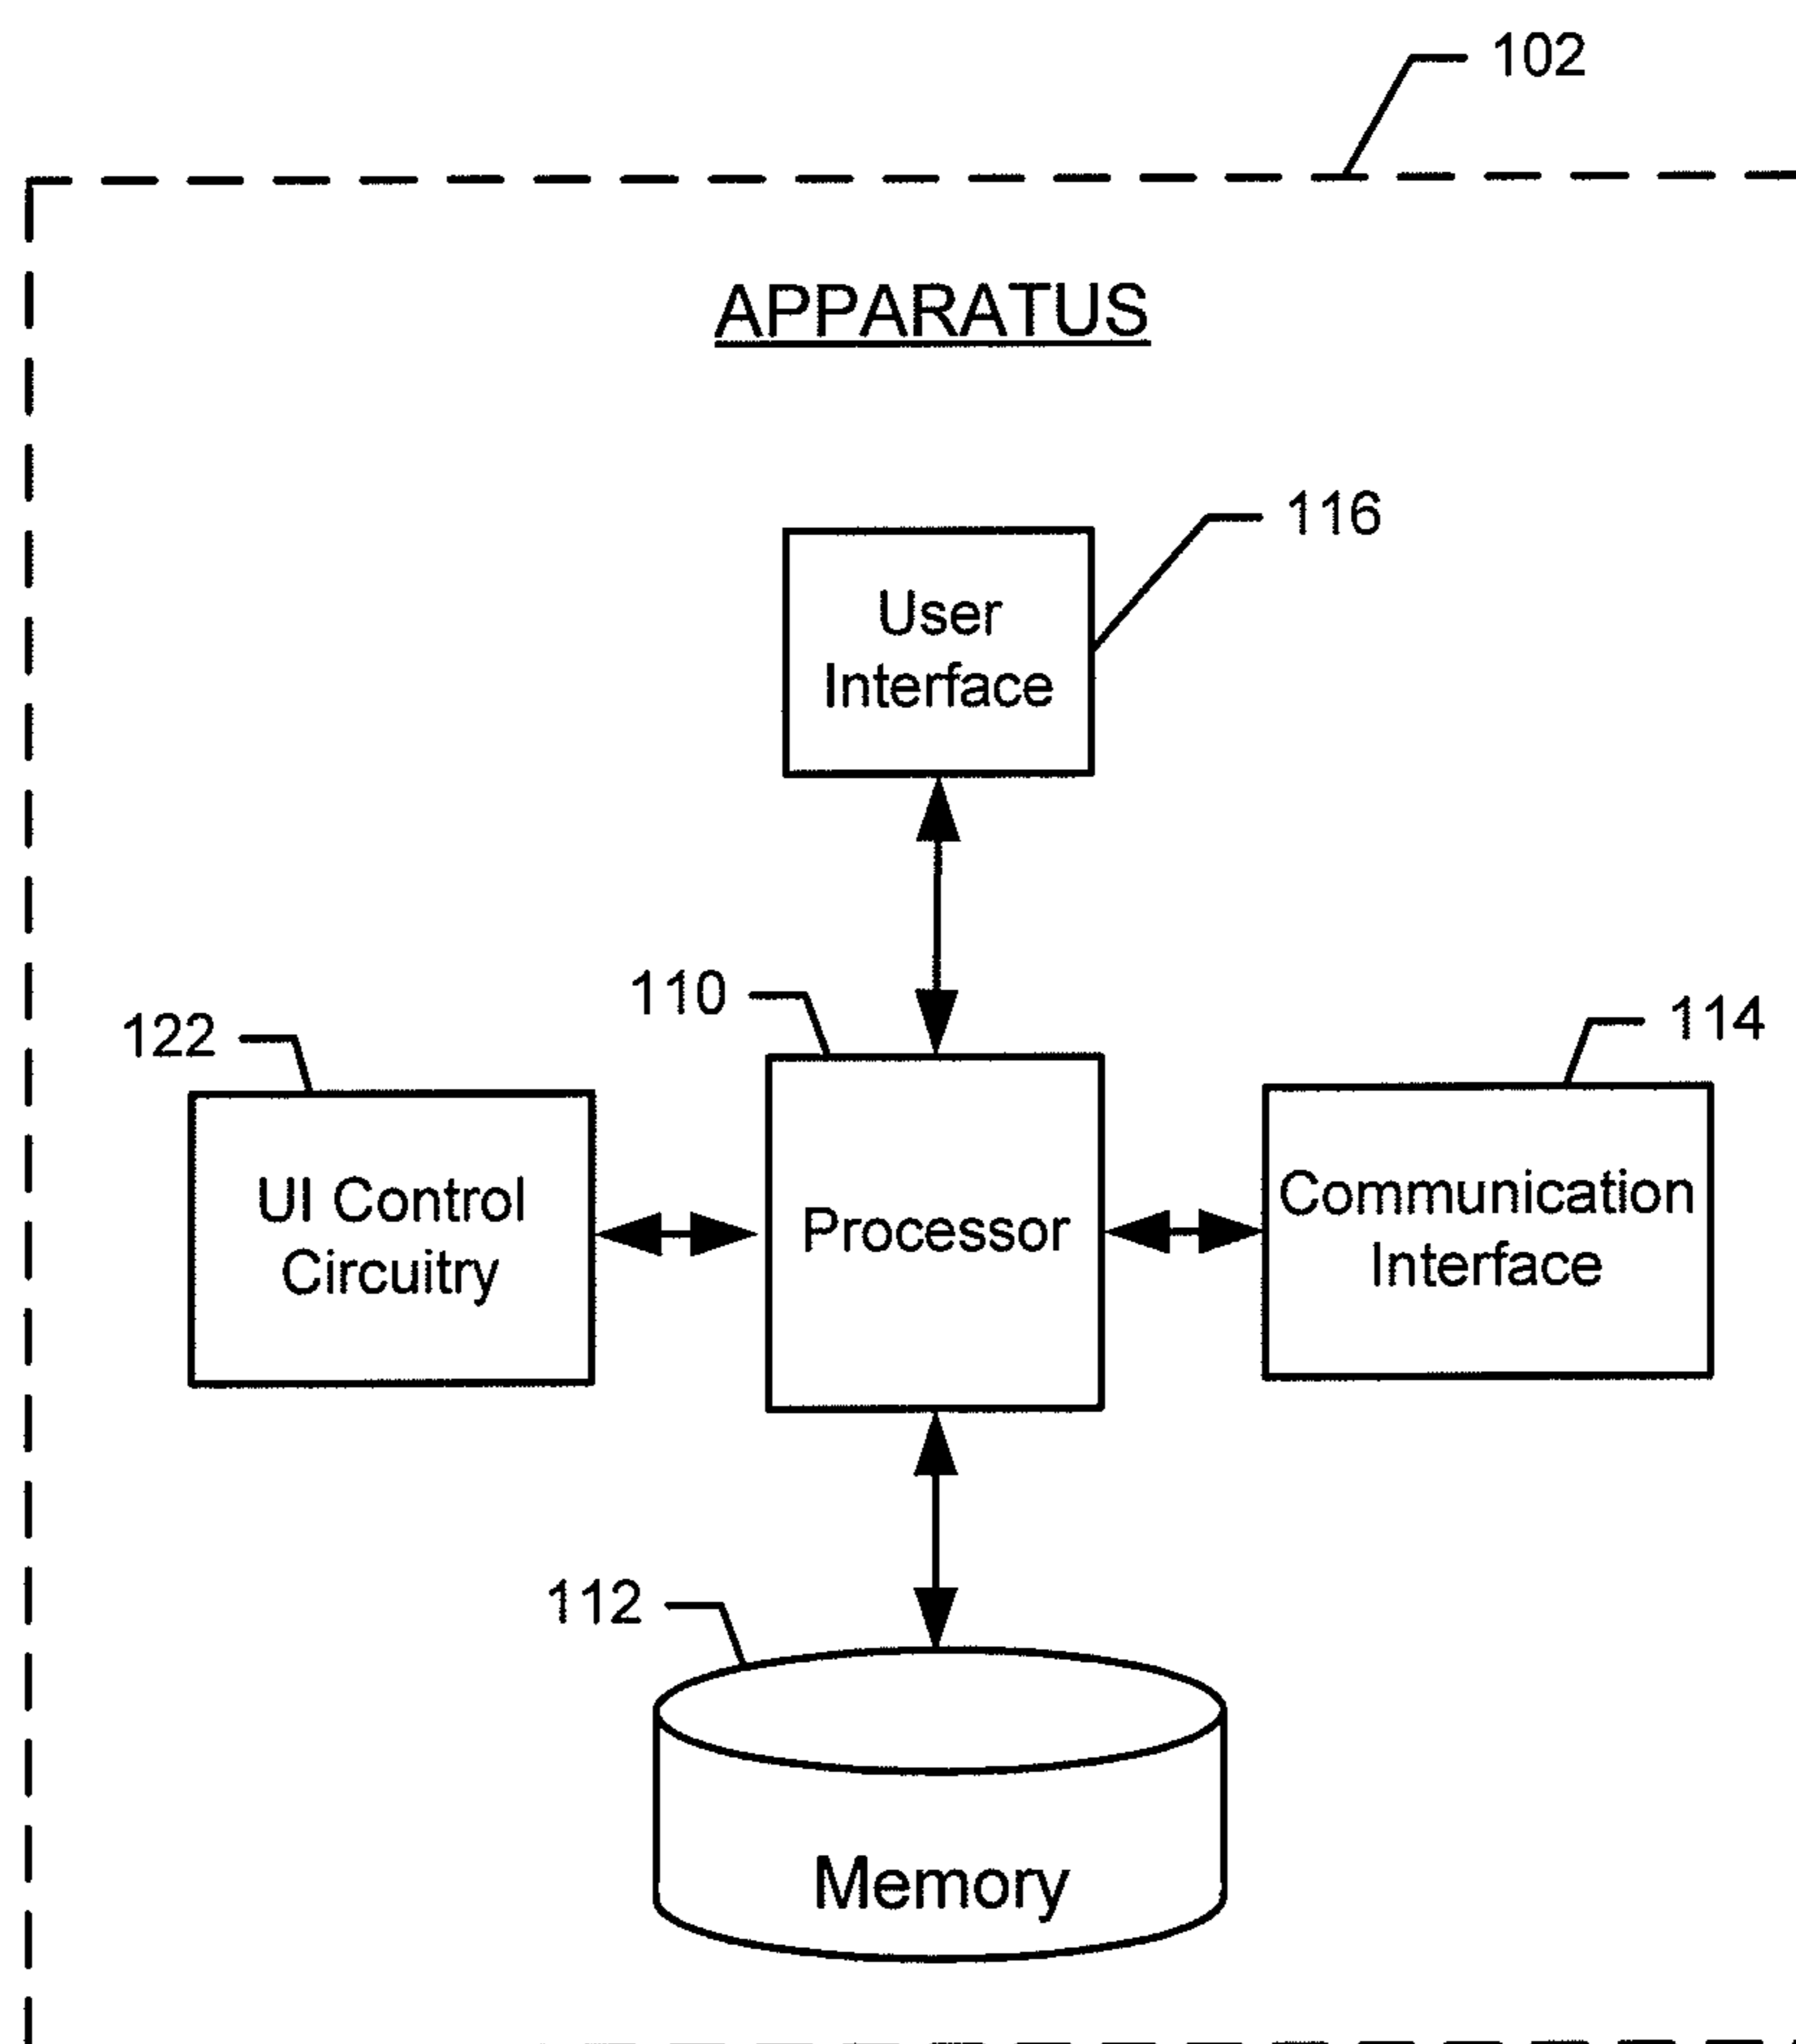 102
APPARATUS
116
User
Interface
110
122
114
UI Control
Circuitry
Processor
Communication
Interface
112
Memory